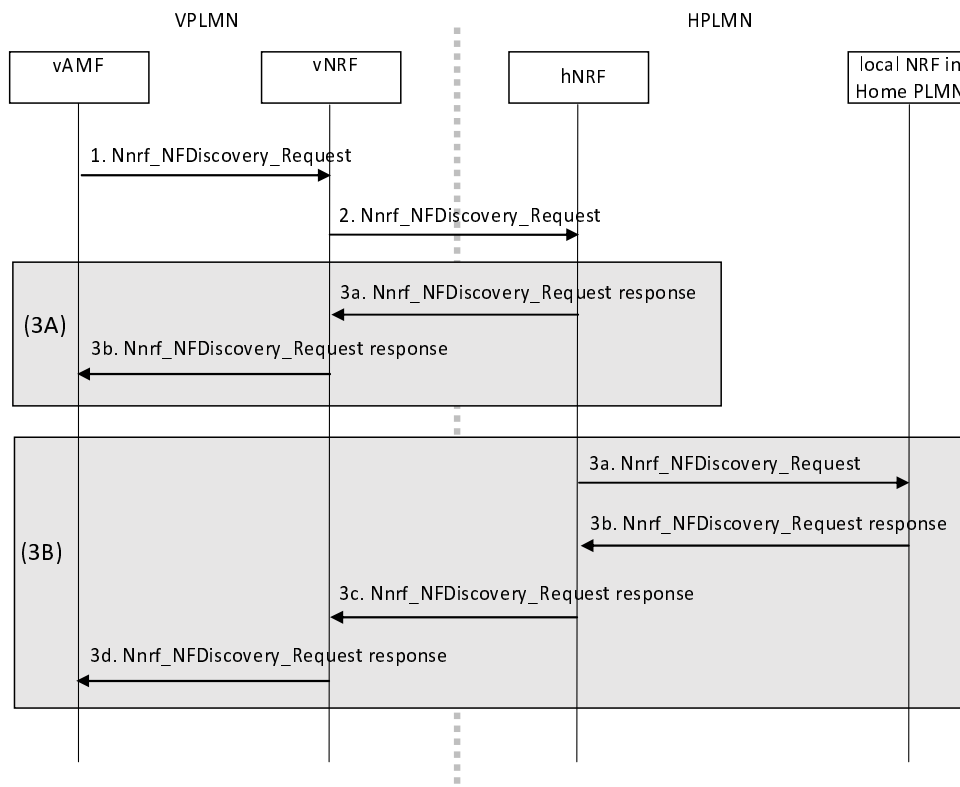 VPLMN
HPLMN
vAMF
vNRF
hNRF
local NRF in
Home PLMN
1. Nnrf_NFDiscovery_Request
2. Nnrf_NFDiscovery_Request
(3A)
3a. Nnrf_NFDiscovery_Request response
3b. Nnrf_NFDiscovery_Request response
(3B)
3a. Nnrf_NFDiscovery_Request
3b. Nnrf_NFDiscovery_Request response
3c. Nnrf_NFDiscovery_Request response
3d. Nnrf_NFDiscovery_Request response